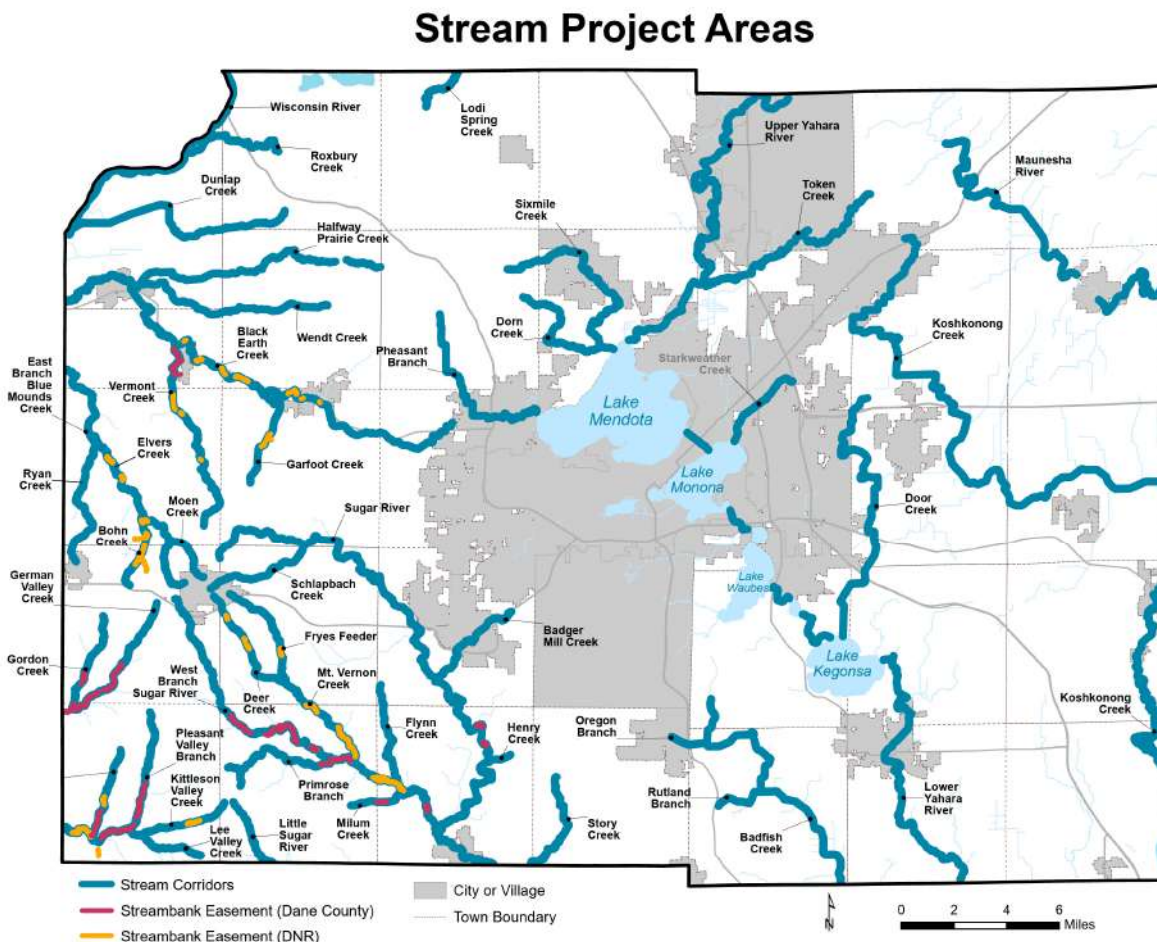 Stream Project Areas
Wisconsin River
Lodi
Spring
Creek
Upper Yahara
River
Roxbury
Creek
Maunesha
River
Dunlap
Creek
Token
Creek
Sixmile
Creek
Halfway
Prairie Creek
Koshkonong
Creek
Dorn
Creek
Wendt Creek
Black
Earth
Creek
East
Branch
Blue
Mounds
Creek
Pheasant
Branch
Starkweather
Creek
Vermont
Creek
Lake
Mendota
Elvers
Creek
Garfoot Creek
Ryan
Creek
Lake
Monona
Moen
Creek
Sugar River
Door
Creek
Bohn
Creek
German
Valley
Creek
Schlapbach
Creek
Lake
Waubesa
Badger
Mill Creek
Fryes Feeder
Gordon
Creek
West
Branch
Sugar River
Mt. Vernon
Creek
Lake
Kegonsa
Deer
Creek
Koshkonong
Creek
Flynn
Creek
Oregon
Branch
Henry
Creek
Pleasant
Valley
Branch
Kittleson
Valley
Creek
Primrose
Branch
Rutland
Branch
Lower
Yahara
River
Milum
Creek
Little
Sugar
River
Story
Creek
Lee
Valley
Creek
Badfish
Creek
Stream Corridors
Streambank Easement (Dane County)
Streambank Easement (DNR)
City or Village
Town Boundary
N
0 2 4 6
Miles